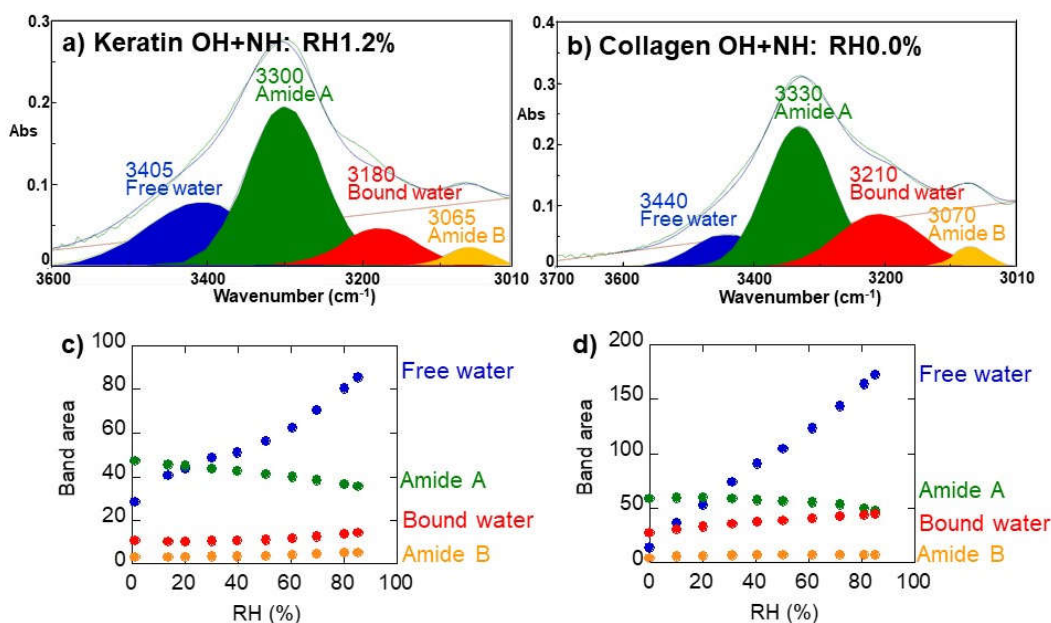 a) Keratin OH+NH: RH1.2%
0.3
0.2
Abs
0.1
0
3300
Amide A
3405
Free water
3180
Bound water
3065
Amide B
3600
3400
3200
3010
Wavenumber (cm-1)
b) Collagen OH+NH: RH0.0%
0.4
0.3
Abs
0.2
0.1
0
3330
Amide A
3440
Free water
3210
Bound water
3070
Amide B
3700
3600
3400
3200
3010
Wavenumber (cm-1)
c)
100
80
60
40
20
0
Band area
Free water
Amide A
Bound water
Amide B
0
20
40
60
80
100
RH (%)
d)
200
150
100
50
0
Band area
Free water
Amide A
Bound water
Amide B
0
20
40
60
80
100
RH (%)